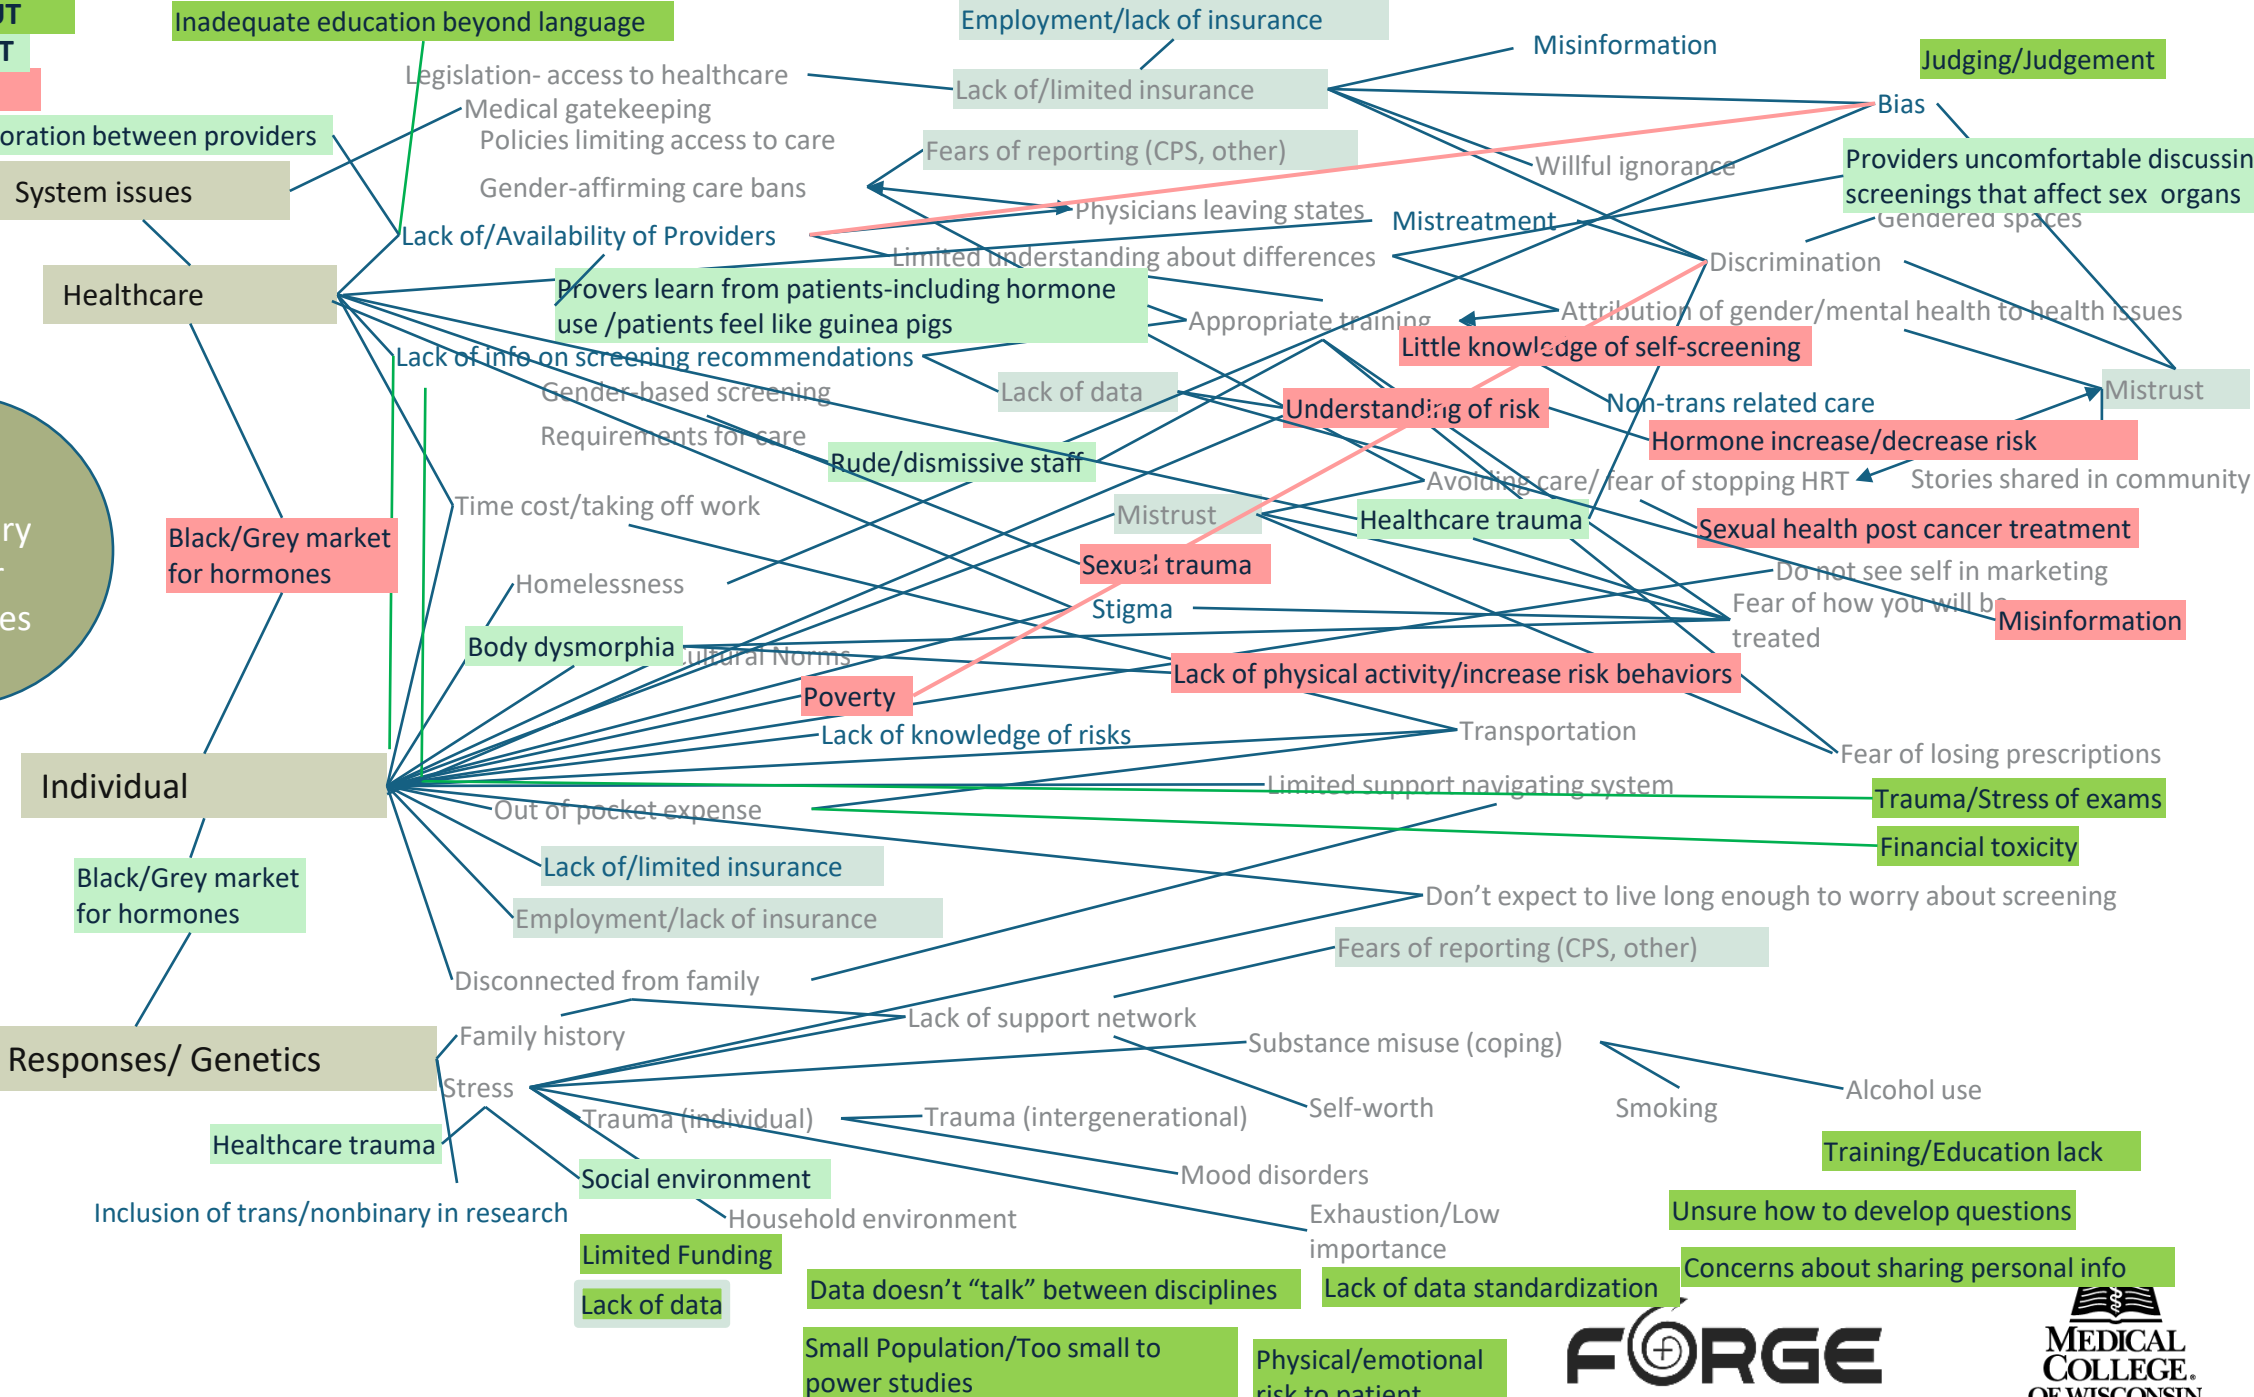 UT
T
Inadequate education beyond language
Employment/lack of insurance
Misinformation
Judging/Judgement
Legislation- access to healthcare
Lack of/limited insurance
Medical gatekeeping
Bias
oration between providers
Policies limiting access to care
Fears of reporting (CPS, other)
Willful ignorance
Providers uncomfortable discussin
screenings that affect sex organs
System issues
Gender-affirming care bans
Physicians leaving states
Mistreatment
Gendered spaces
Lack of/Availability of Providers
Limited understanding about differences
Discrimination
Healthcare
Provers learn from patients-including hormone
use /patients feel like guinea pigs
Appropriate training
Attribution of gender/mental health to health issues
Little knowledge of self-screening
Lack of info on screening recommendations
Gender-based screening
Lack of data
Understanding of risk
Non-trans related care
Mistrust
Requirements for care
Hormone increase/decrease risk
Rude/dismissive staff
Avoiding care/ fear of stopping HRT
Stories shared in community
Time cost/taking off work
Mistrust
Healthcare trauma
Sexual health post cancer treatment
ry
es
Black/Grey market
for hormones
Sexual trauma
Do not see self in marketing
Homelessness
Stigma
Fear of how you will be
treated
Misinformation
Body dysmorphia
Cultural Norms
Lack of physical activity/increase risk behaviors
Poverty
Lack of knowledge of risks
Transportation
Fear of losing prescriptions
Individual
Limited support navigating system
Out of pocket expense
Trauma/Stress of exams
Financial toxicity
Lack of/limited insurance
Black/Grey market
for hormones
Employment/lack of insurance
Don't expect to live long enough to worry about screening
Fears of reporting (CPS, other)
Disconnected from family
Lack of support network
Family history
Responses/ Genetics
Substance misuse (coping)
Stress
Alcohol use
Trauma (individual)
Trauma (intergenerational)
Self-worth
Smoking
Healthcare trauma
Training/Education lack
Social environment
Mood disorders
Inclusion of trans/nonbinary in research
Household environment
Exhaustion/Low
importance
Unsure how to develop questions
Limited Funding
Concerns about sharing personal info
Data doesn't “talk” between disciplines
Lack of data standardization
Lack of data
Small Population/Too small to
power studies
Physical/emotional
risk to patient
FORGE
MEDICAL
COLLEGE
OF WISCONSIN